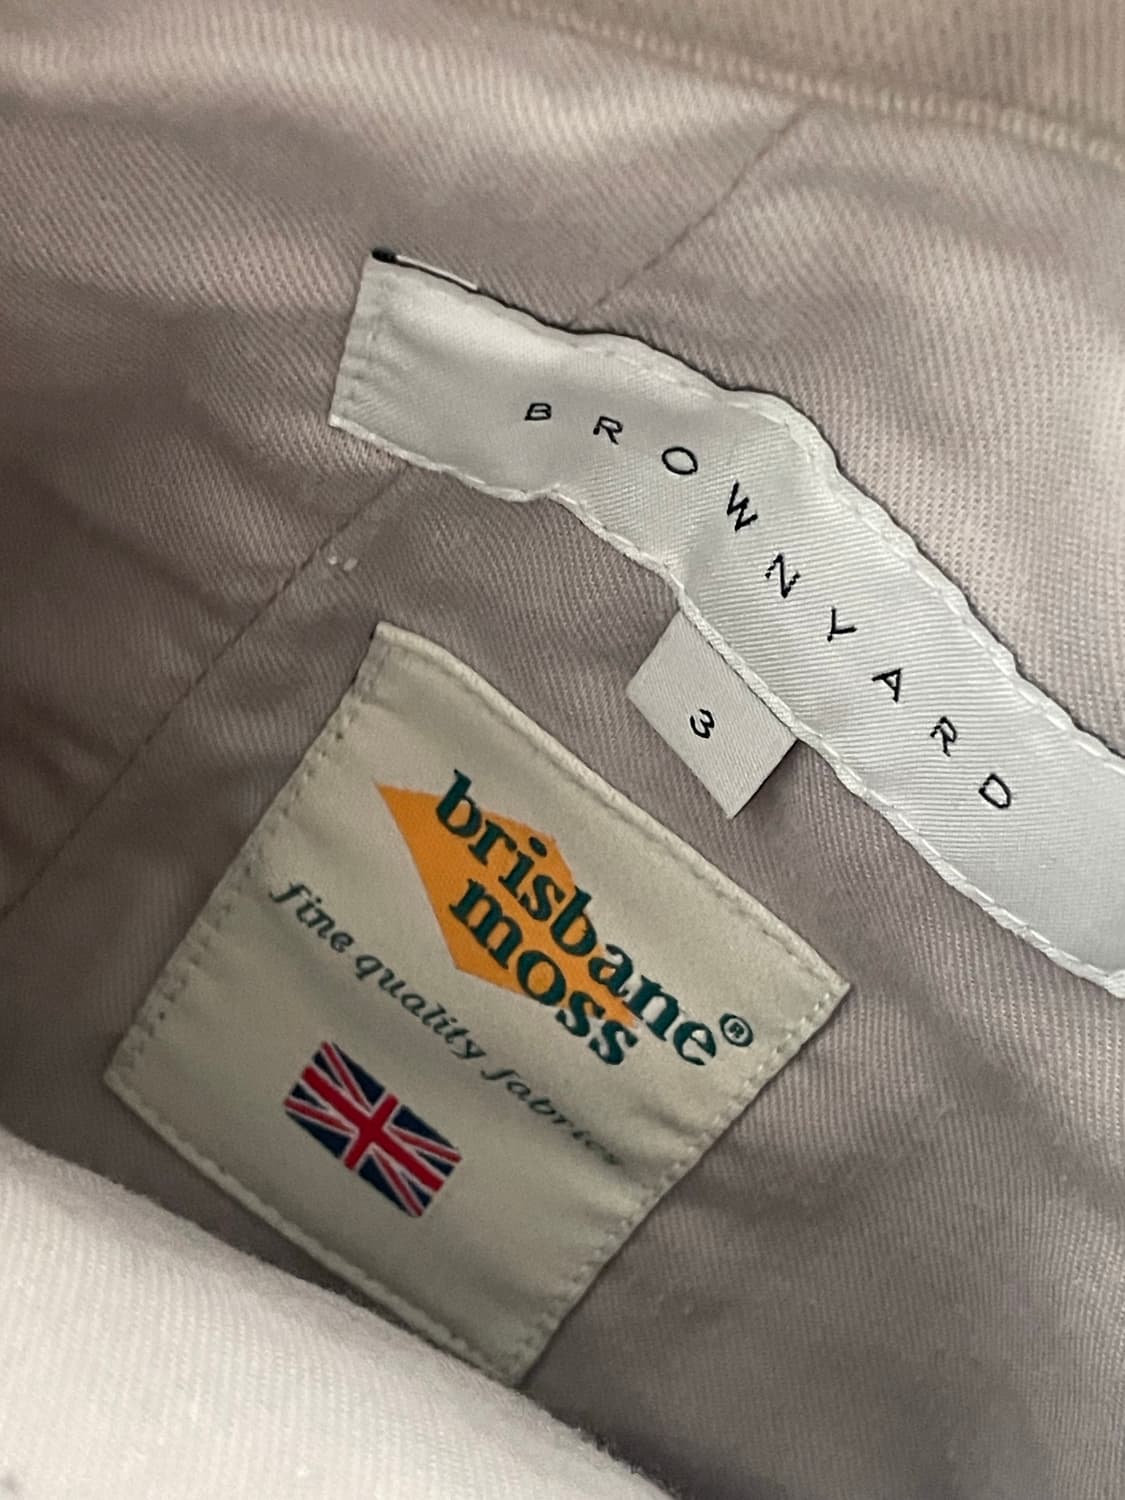 BROWNYARD
3
brisbane
moss®
fine quality fabrics